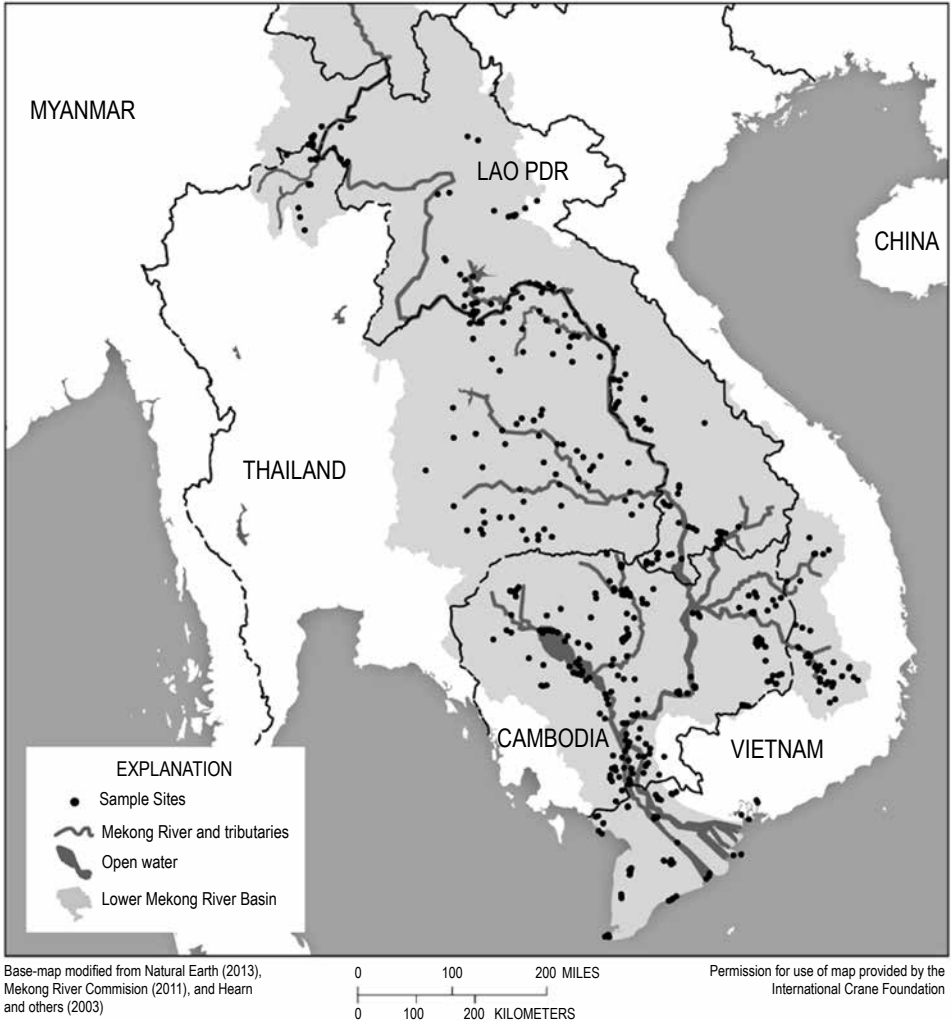 MYANMAR
LAO PDR
CHINA
THAILAND
CAMBODIA
VIETNAM
EXPLANATION
Sample Sites
Mekong River and tributaries
Open water
Lower Mekong River Basin
Base-map modified from Natural Earth (2013),
Mekong River Commision (2011), and Hearn
and others (2003)
0 100 200 MILES
0 100 200 KILOMETERS
Permission for use of map provided by the
International Crane Foundation